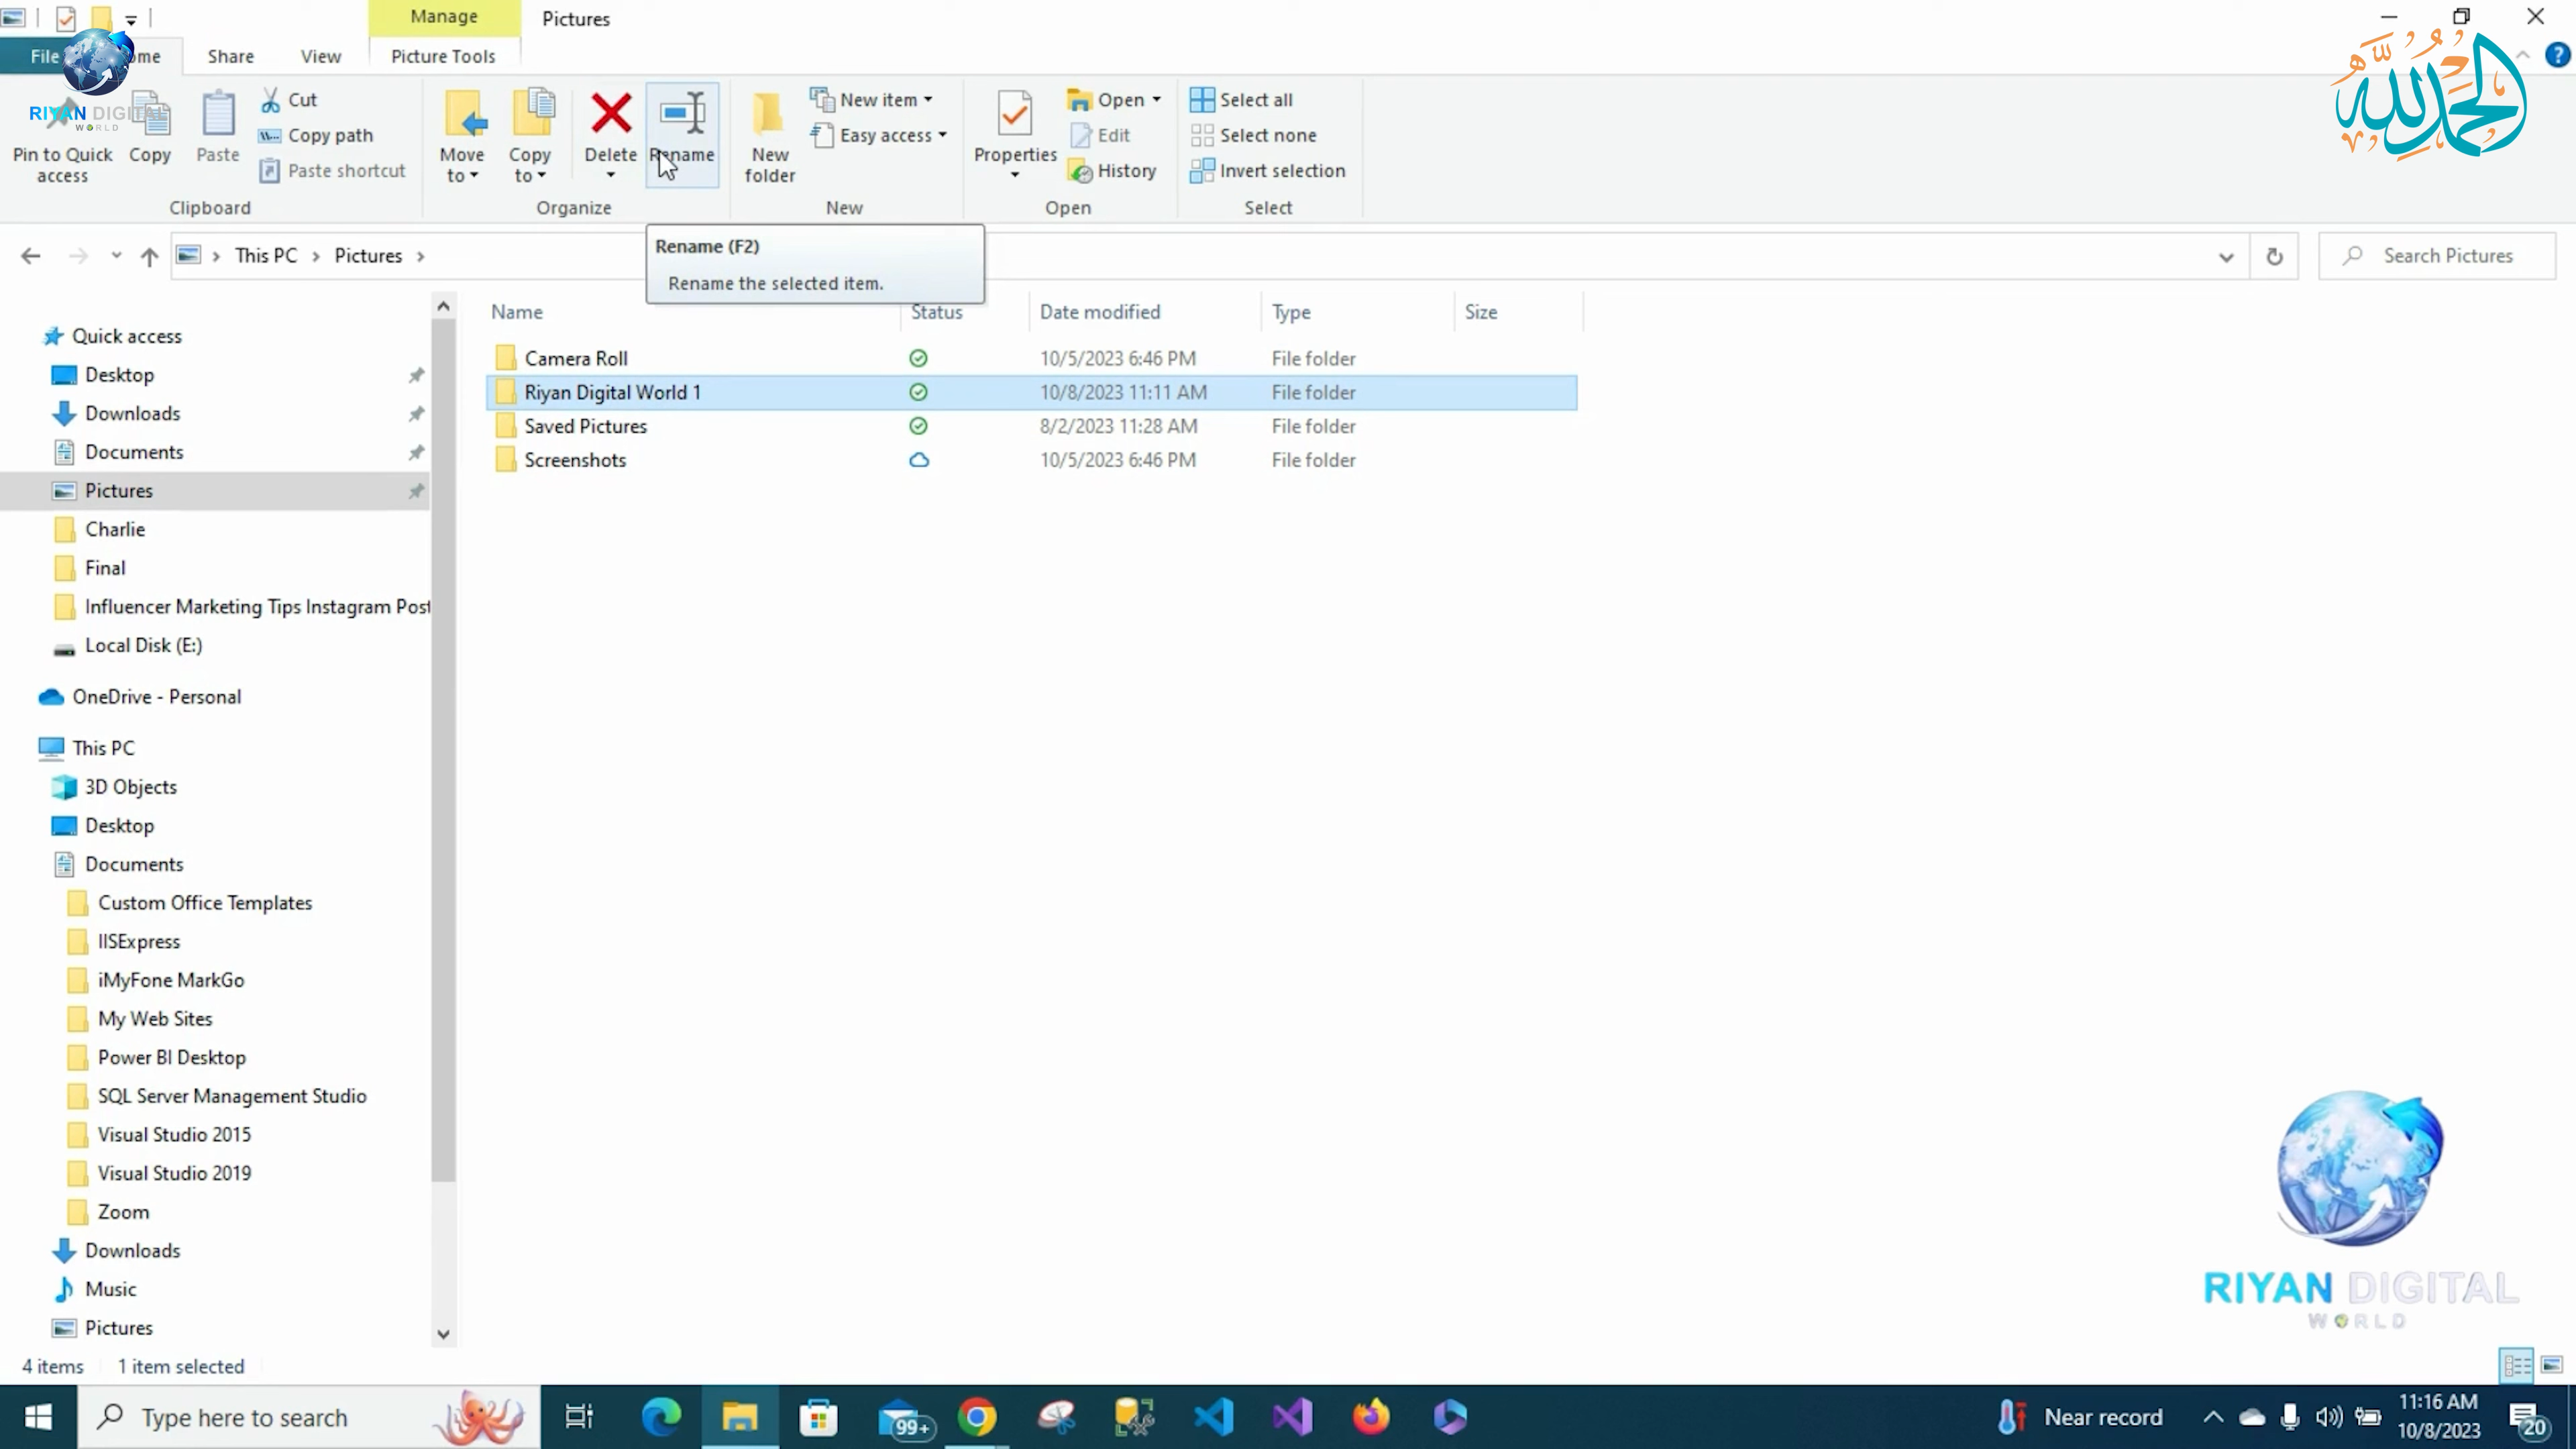 Manage
Pictures
File
ome
Share
View
Picture Tools
RIYAN DIGITAL
WORLD
Pin to Quick access
Copy
Paste
Cut
Copy path
Paste shortcut
Clipboard
Move to
Copy to
Delete
Rename
Organize
New folder
New item
Easy access
New
Properties
Open
Edit
History
Open
Select all
Select none
Invert selection
Select
الحمد لله
This PC
Pictures
Search Pictures
Rename (F2)
Rename the selected item.
Name
Status
Date modified
Type
Size
Camera Roll 10/5/2023 6:46 PM File folder
Riyan Digital World 1 10/8/2023 11:11 AM File folder
Saved Pictures 8/2/2023 11:28 AM File folder
Screenshots 10/5/2023 6:46 PM File folder
Quick access
Desktop
Downloads
Documents
Pictures
Charlie
Final
Influencer Marketing Tips Instagram Post
Local Disk (E:)
OneDrive - Personal
This PC
3D Objects
Desktop
Documents
Custom Office Templates
IISExpress
iMyFone MarkGo
My Web Sites
Power BI Desktop
SQL Server Management Studio
Visual Studio 2015
Visual Studio 2019
Zoom
Downloads
Music
Pictures
RIYAN DIGITAL
WORLD
4 items
1 item selected
Type here to search
99+
Near record
11:16 AM
10/8/2023
20